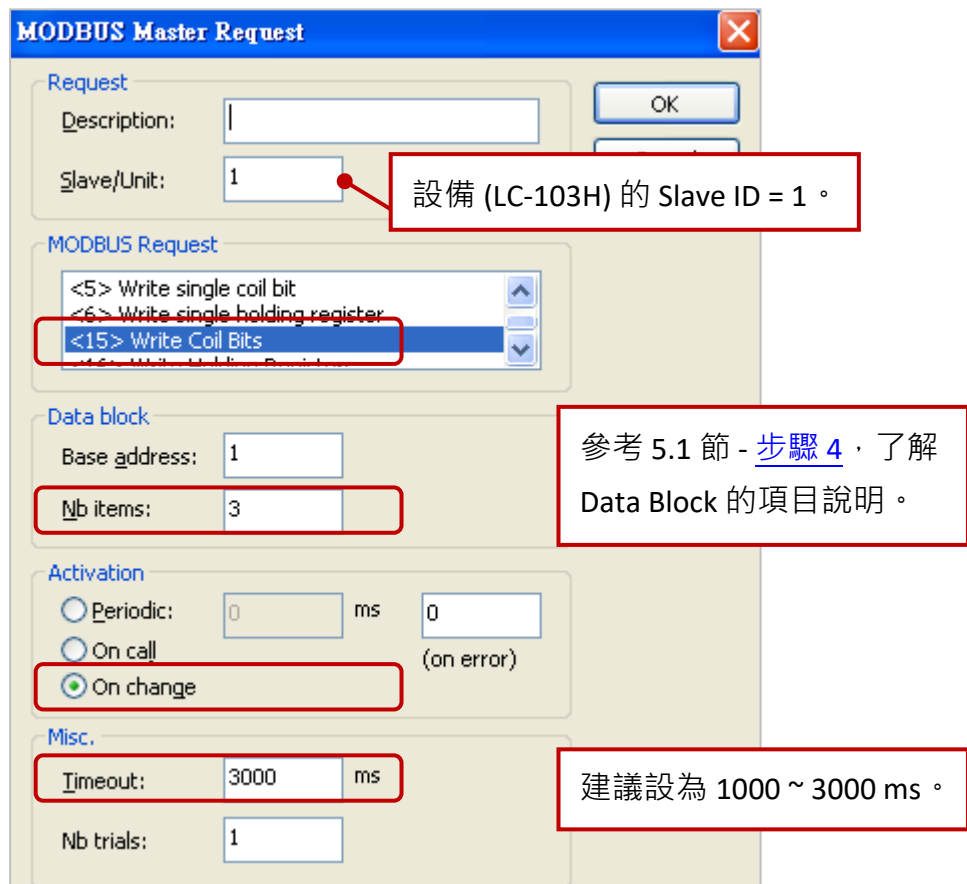 MODBUS Master Request
Request
Description:
OK
Slave/Unit:
1
設備 (LC-103H) 的 Slave ID = 1。
MODBUS Request
<5> Write single coil bit
<6> Write single holding register
<15> Write Coil Bits
Data block
Base address:
1
Nb items:
3
參考 5.1 節 - 步驟 4，了解
Data Block 的項目說明。
Activation
Periodic:
0
ms
0
On call
(on error)
On change
Misc.
Timeout:
3000
ms
建議設為 1000 ~ 3000 ms。
Nb trials:
1